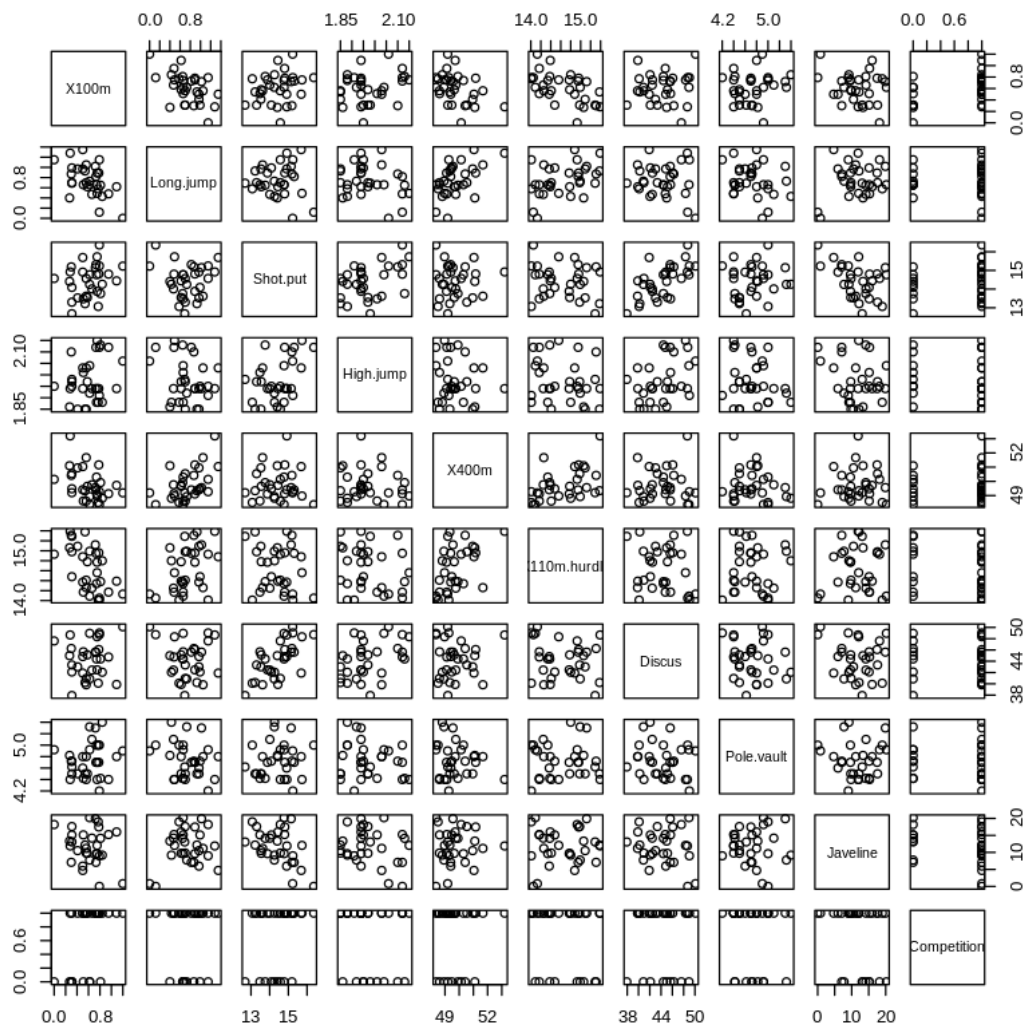 0.0 0.8 1.85 2.10 14.0 15.0 4.2 5.0 0.0 0.6
X100m 0.0 0.8
0.0 0.8 Long.jump
Shot.put 13 15
1.85 2.10 High.jump
X400m 49 52
14.0 15.0 110m.hurdl
Discus 38 44 50
4.2 5.0 Pole.vault
Javeline 0 10 20
0.0 0.6 Competition
0.0 0.8 13 15 49 52 38 44 50 0 10 20